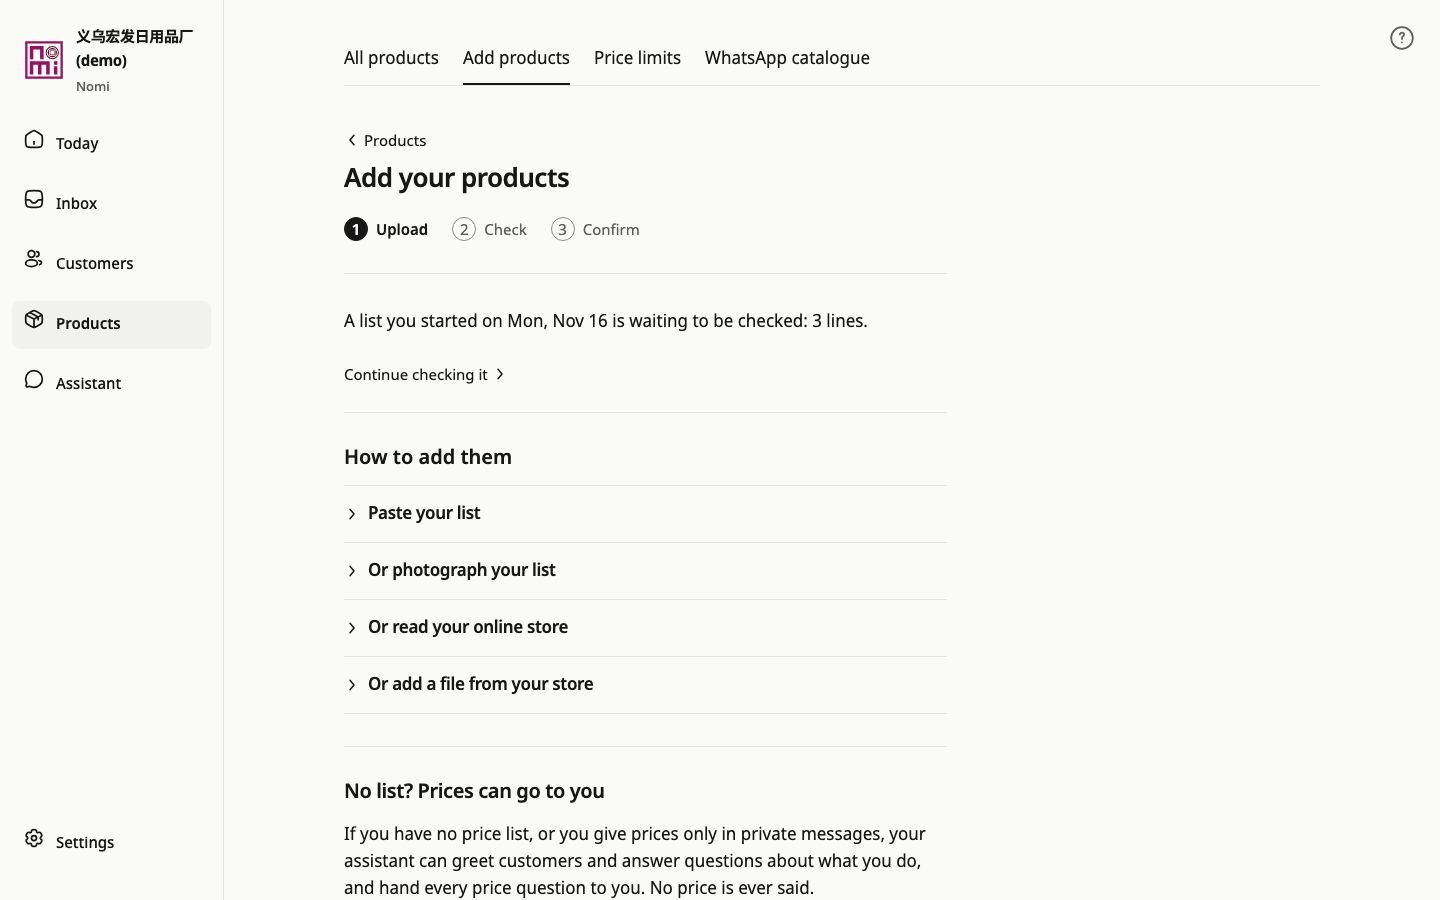 义乌宏发日用品厂
(demo)
Nomi
Today
Inbox
Customers
Products
Assistant
Settings
All products
Add products
Price limits
WhatsApp catalogue
Products
Add your products
1 Upload
2 Check
3 Confirm
A list you started on Mon, Nov 16 is waiting to be checked: 3 lines.
Continue checking it
How to add them
Paste your list
Or photograph your list
Or read your online store
Or add a file from your store
No list? Prices can go to you
If you have no price list, or you give prices only in private messages, your
assistant can greet customers and answer questions about what you do,
and hand every price question to you. No price is ever said.